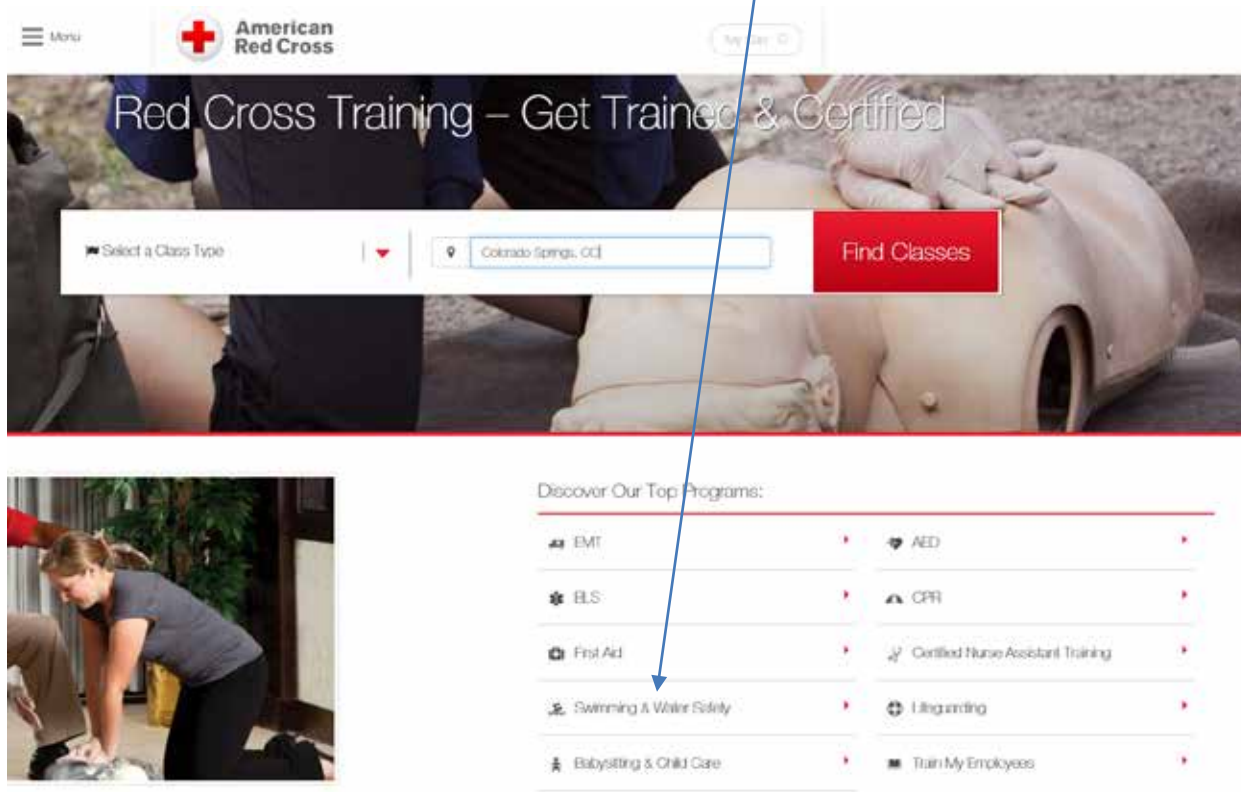 Menu
American
Red Cross
Red Cross Training – Get Trained & Certified
Select a Class Type
Colorado Springs, CO
Find Classes
Discover Our Top Programs:
EMT
AED
BLS
CPR
First Aid
Certified Nurse Assistant Training
Swimming & Water Safety
Lifeguarding
Babysitting & Child Care
Train My Employees